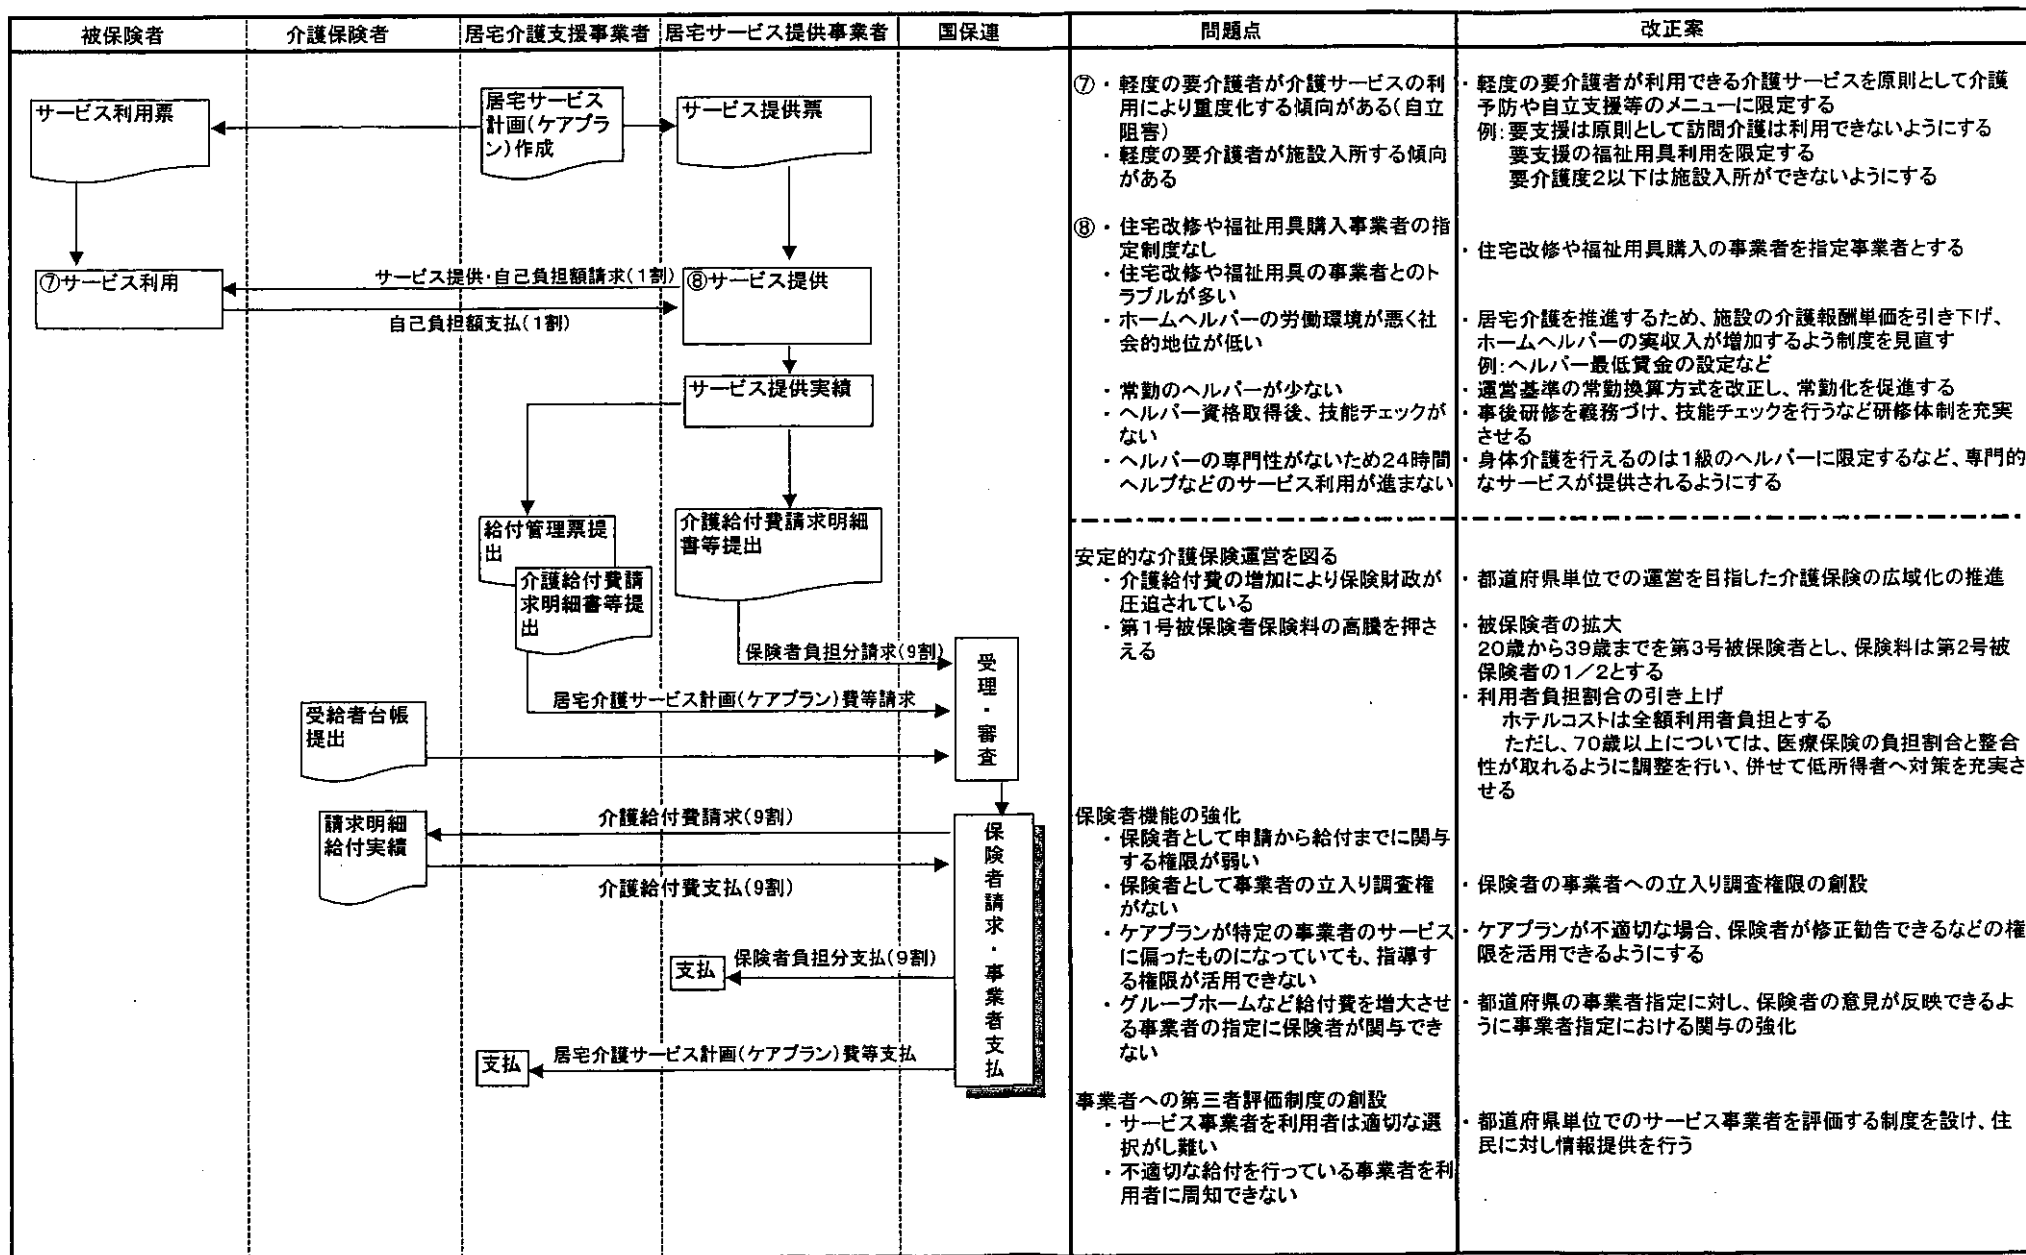 被保険者
介護保険者
居宅介護支援事業者
居宅サービス提供事業者
国保連
問題点
改正案
サービス利用票
居宅サービス
計画(ケアプラ
ン)作成
サービス提供票
⑦サービス利用
サービス提供・自己負担額請求(1割)
自己負担額支払(1割)
⑧サービス提供
サービス提供実績
給付管理票提
出
介護給付費請
求明細書等提
出
介護給付費請求明細
書等提出
保険者負担分請求(9割)
居宅介護サービス計画(ケアプラン)費等請求
受給者台帳
提出
受理・審査
請求明細
給付実績
介護給付費請求(9割)
介護給付費支払(9割)
保険者請求・事業者支払
支払
保険者負担分支払(9割)
支払
居宅介護サービス計画(ケアプラン)費等支払
⑦・軽度の要介護者が介護サービスの利
用により重度化する傾向がある(自立
阻害)
・軽度の要介護者が施設入所する傾向
がある
⑧・住宅改修や福祉用具購入事業者の指
定制度なし
・住宅改修や福祉用具の事業者とのト
ラブルが多い
・ホームヘルパーの労働環境が悪く社
会的地位が低い
・常勤のヘルパーが少ない
・ヘルパー資格取得後、技能チェックが
ない
・ヘルパーの専門性がないため24時間
ヘルプなどのサービス利用が進まない
安定的な介護保険運営を図る
・介護給付費の増加により保険財政が
圧迫されている
・第1号被保険者保険料の高騰を押さ
える
保険者機能の強化
・保険者として申請から給付までに関与
する権限が弱い
・保険者として事業者の立入り調査権
がない
・ケアプランが特定の事業者のサービス
に偏ったものになっていても、指導す
る権限が活用できない
・グループホームなど給付費を増大させ
る事業者の指定に保険者が関与でき
ない
事業者への第三者評価制度の創設
・サービス事業者を利用者は適切な選
択がし難い
・不適切な給付を行っている事業者を利
用者に周知できない
・軽度の要介護者が利用できる介護サービスを原則として介護
予防や自立支援等のメニューに限定する
例:要支援は原則として訪問介護は利用できないようにする
要支援の福祉用具利用を限定する
要介護度2以下は施設入所ができないようにする
・住宅改修や福祉用具購入の事業者を指定事業者とする
・居宅介護を推進するため、施設の介護報酬単価を引き下げ、
ホームヘルパーの実収入が増加するよう制度を見直す
例:ヘルパー最低賃金の設定など
・運営基準の常勤換算方式を改正し、常勤化を促進する
・事後研修を義務づけ、技能チェックを行うなど研修体制を充実
させる
・身体介護を行えるのは1級のヘルパーに限定するなど、専門的
なサービスが提供されるようにする
・都道府県単位での運営を目指した介護保険の広域化の推進
・被保険者の拡大
20歳から39歳までを第3号被保険者とし、保険料は第2号被
保険者の1/2とする
・利用者負担割合の引き上げ
ホテルコストは全額利用者負担とする
ただし、70歳以上については、医療保険の負担割合と整合
性が取れるように調整を行い、併せて低所得者へ対策を充実さ
せる
・保険者の事業者への立入り調査権限の創設
・ケアプランが不適切な場合、保険者が修正勧告できるなどの権
限を活用できるようにする
・都道府県の事業者指定に対し、保険者の意見が反映できるよ
うに事業者指定における関与の強化
・都道府県単位でのサービス事業者を評価する制度を設け、住
民に対し情報提供を行う